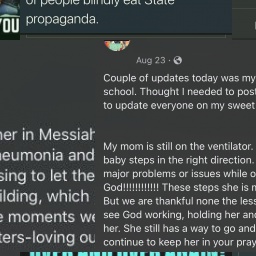 of people blindly eat State
propaganda.
YOU
Aug 23 ·
Couple of updates today was my
school. Thought I needed to post
to update everyone on my sweet
her in Messiah
neumonia and
sing to let the
ilding, which
e moments we
ters-loving ou
My mom is still on the ventilator.
baby steps in the right direction.
major problems or issues while o
God!!!!!!!!!!!! These steps she is m
But we are thankful none the less
see God working, holding her and
her. She still has a way to go and
continue to keep her in your pray